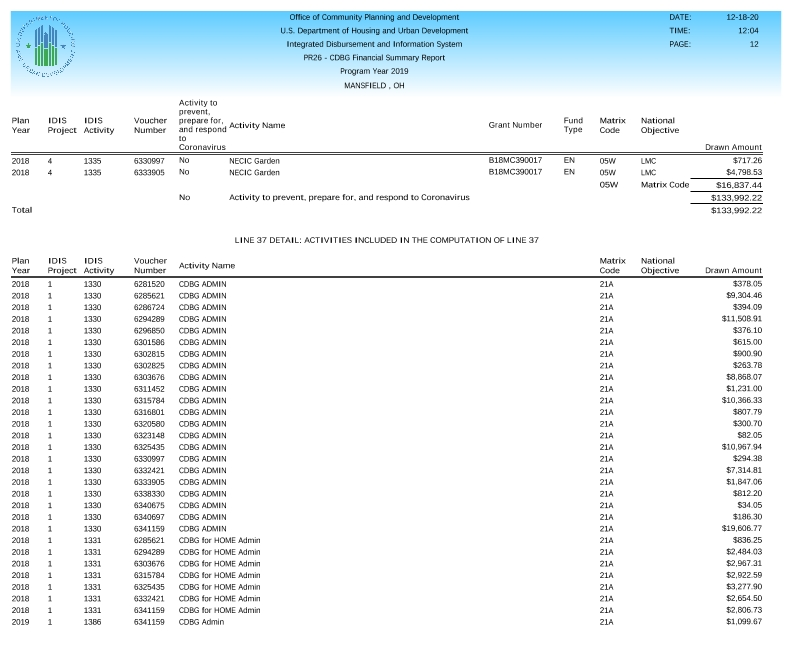 Office of Community Planning and Development DATE: 12-18-20
U.S. Department of Housing and Urban Development TIME: 12:04
Integrated Disbursement and Information System PAGE: 12
PR26 - CDBG Financial Summary Report
Program Year 2019
MANSFIELD , OH
Plan Year IDIS Project IDIS Activity Voucher Number Activity to prevent, prepare for, and respond to Coronavirus Activity Name Grant Number Fund Type Matrix Code National Objective Drawn Amount
2018 4 1335 6330997 No NECIC Garden B18MC390017 EN 05W LMC $717.26
2018 4 1335 6333905 No NECIC Garden B18MC390017 EN 05W LMC $4,798.53
05W Matrix Code $16,837.44
No Activity to prevent, prepare for, and respond to Coronavirus $133,992.22
Total $133,992.22
LINE 37 DETAIL: ACTIVITIES INCLUDED IN THE COMPUTATION OF LINE 37
Plan Year IDIS Project IDIS Activity Voucher Number Activity Name Matrix Code National Objective Drawn Amount
2018 1 1330 6281520 CDBG ADMIN 21A $378.05
2018 1 1330 6285621 CDBG ADMIN 21A $9,304.46
2018 1 1330 6286724 CDBG ADMIN 21A $394.09
2018 1 1330 6294289 CDBG ADMIN 21A $11,508.91
2018 1 1330 6296850 CDBG ADMIN 21A $376.10
2018 1 1330 6301586 CDBG ADMIN 21A $615.00
2018 1 1330 6302815 CDBG ADMIN 21A $900.90
2018 1 1330 6302825 CDBG ADMIN 21A $263.78
2018 1 1330 6303676 CDBG ADMIN 21A $8,868.07
2018 1 1330 6311452 CDBG ADMIN 21A $1,231.00
2018 1 1330 6315784 CDBG ADMIN 21A $10,366.33
2018 1 1330 6316801 CDBG ADMIN 21A $807.79
2018 1 1330 6320580 CDBG ADMIN 21A $300.70
2018 1 1330 6323148 CDBG ADMIN 21A $82.05
2018 1 1330 6325435 CDBG ADMIN 21A $10,967.94
2018 1 1330 6330997 CDBG ADMIN 21A $294.38
2018 1 1330 6332421 CDBG ADMIN 21A $7,314.81
2018 1 1330 6333905 CDBG ADMIN 21A $1,847.06
2018 1 1330 6338330 CDBG ADMIN 21A $812.20
2018 1 1330 6340675 CDBG ADMIN 21A $34.05
2018 1 1330 6340697 CDBG ADMIN 21A $186.30
2018 1 1330 6341159 CDBG ADMIN 21A $19,606.77
2018 1 1331 6285621 CDBG for HOME Admin 21A $836.25
2018 1 1331 6294289 CDBG for HOME Admin 21A $2,484.03
2018 1 1331 6303676 CDBG for HOME Admin 21A $2,967.31
2018 1 1331 6315784 CDBG for HOME Admin 21A $2,922.59
2018 1 1331 6325435 CDBG for HOME Admin 21A $3,277.90
2018 1 1331 6332421 CDBG for HOME Admin 21A $2,654.50
2018 1 1331 6341159 CDBG for HOME Admin 21A $2,806.73
2019 1 1386 6341159 CDBG Admin 21A $1,099.67